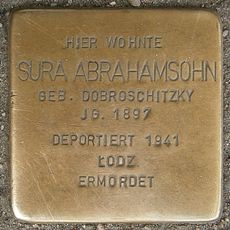 HIER WOHNTE
SURA ABRAHAMSOHN
GEB. DOBROSCHITZKY
JG. 1897
DEPORTIERT 1941
ŁODZ
ERMORDET